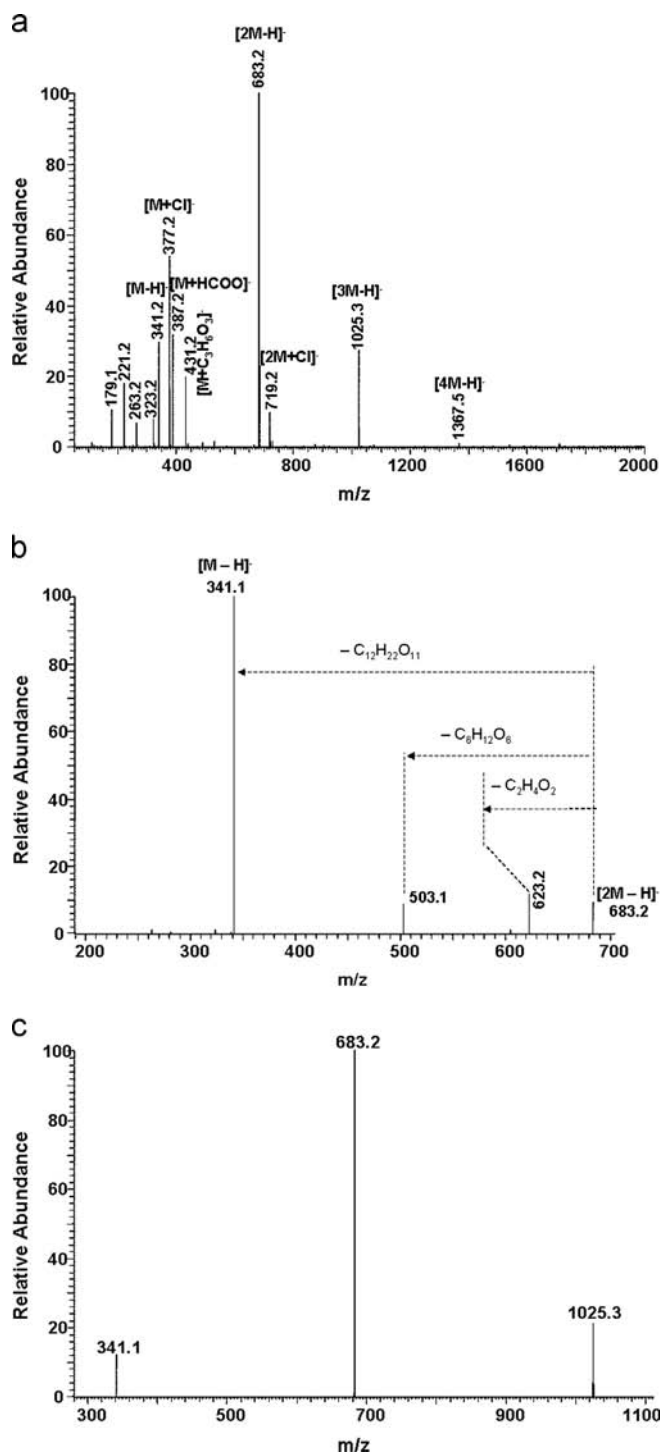 a
[2M-H]-
683.2
100
80
60
40
20
0
Relative Abundance
[M+Cl]-
377.2
[M-H]-
341.2
[M+HCOO]-
387.2
431.2
[M+C3H6O3]-
179.1
221.2
263.2
323.2
[2M+Cl]-
719.2
[3M-H]-
1025.3
[4M-H]-
1367.5
400
800
1200
1600
2000
m/z
b
[M – H]-
341.1
100
80
60
40
20
0
Relative Abundance
– C12H22O11
– C6H12O6
– C2H4O2
503.1
623.2
[2M – H]-
683.2
200
300
400
500
600
700
m/z
c
683.2
100
80
60
40
20
0
Relative Abundance
341.1
1025.3
300
500
700
900
1100
m/z